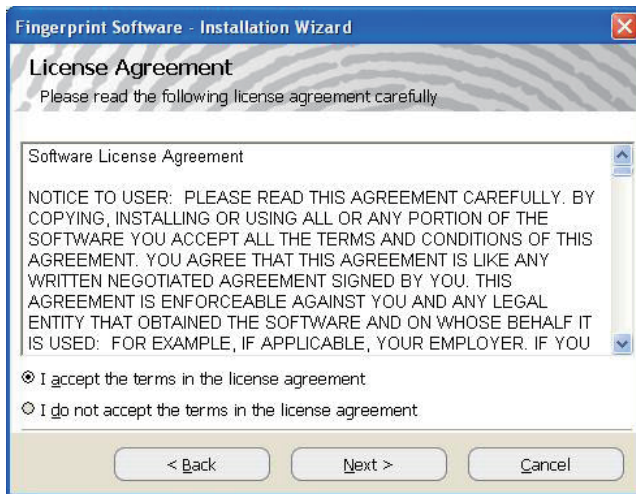 Fingerprint Software - Installation Wizard
License Agreement
Please read the following license agreement carefully
Software License Agreement
NOTICE TO USER: PLEASE READ THIS AGREEMENT CAREFULLY. BY
COPYING, INSTALLING OR USING ALL OR ANY PORTION OF THE
SOFTWARE YOU ACCEPT ALL THE TERMS AND CONDITIONS OF THIS
AGREEMENT. YOU AGREE THAT THIS AGREEMENT IS LIKE ANY
WRITTEN NEGOTIATED AGREEMENT SIGNED BY YOU. THIS
AGREEMENT IS ENFORCEABLE AGAINST YOU AND ANY LEGAL
ENTITY THAT OBTAINED THE SOFTWARE AND ON WHOSE BEHALF IT
IS USED: FOR EXAMPLE, IF APPLICABLE, YOUR EMPLOYER. IF YOU
I accept the terms in the license agreement
I do not accept the terms in the license agreement
< Back Next > Cancel